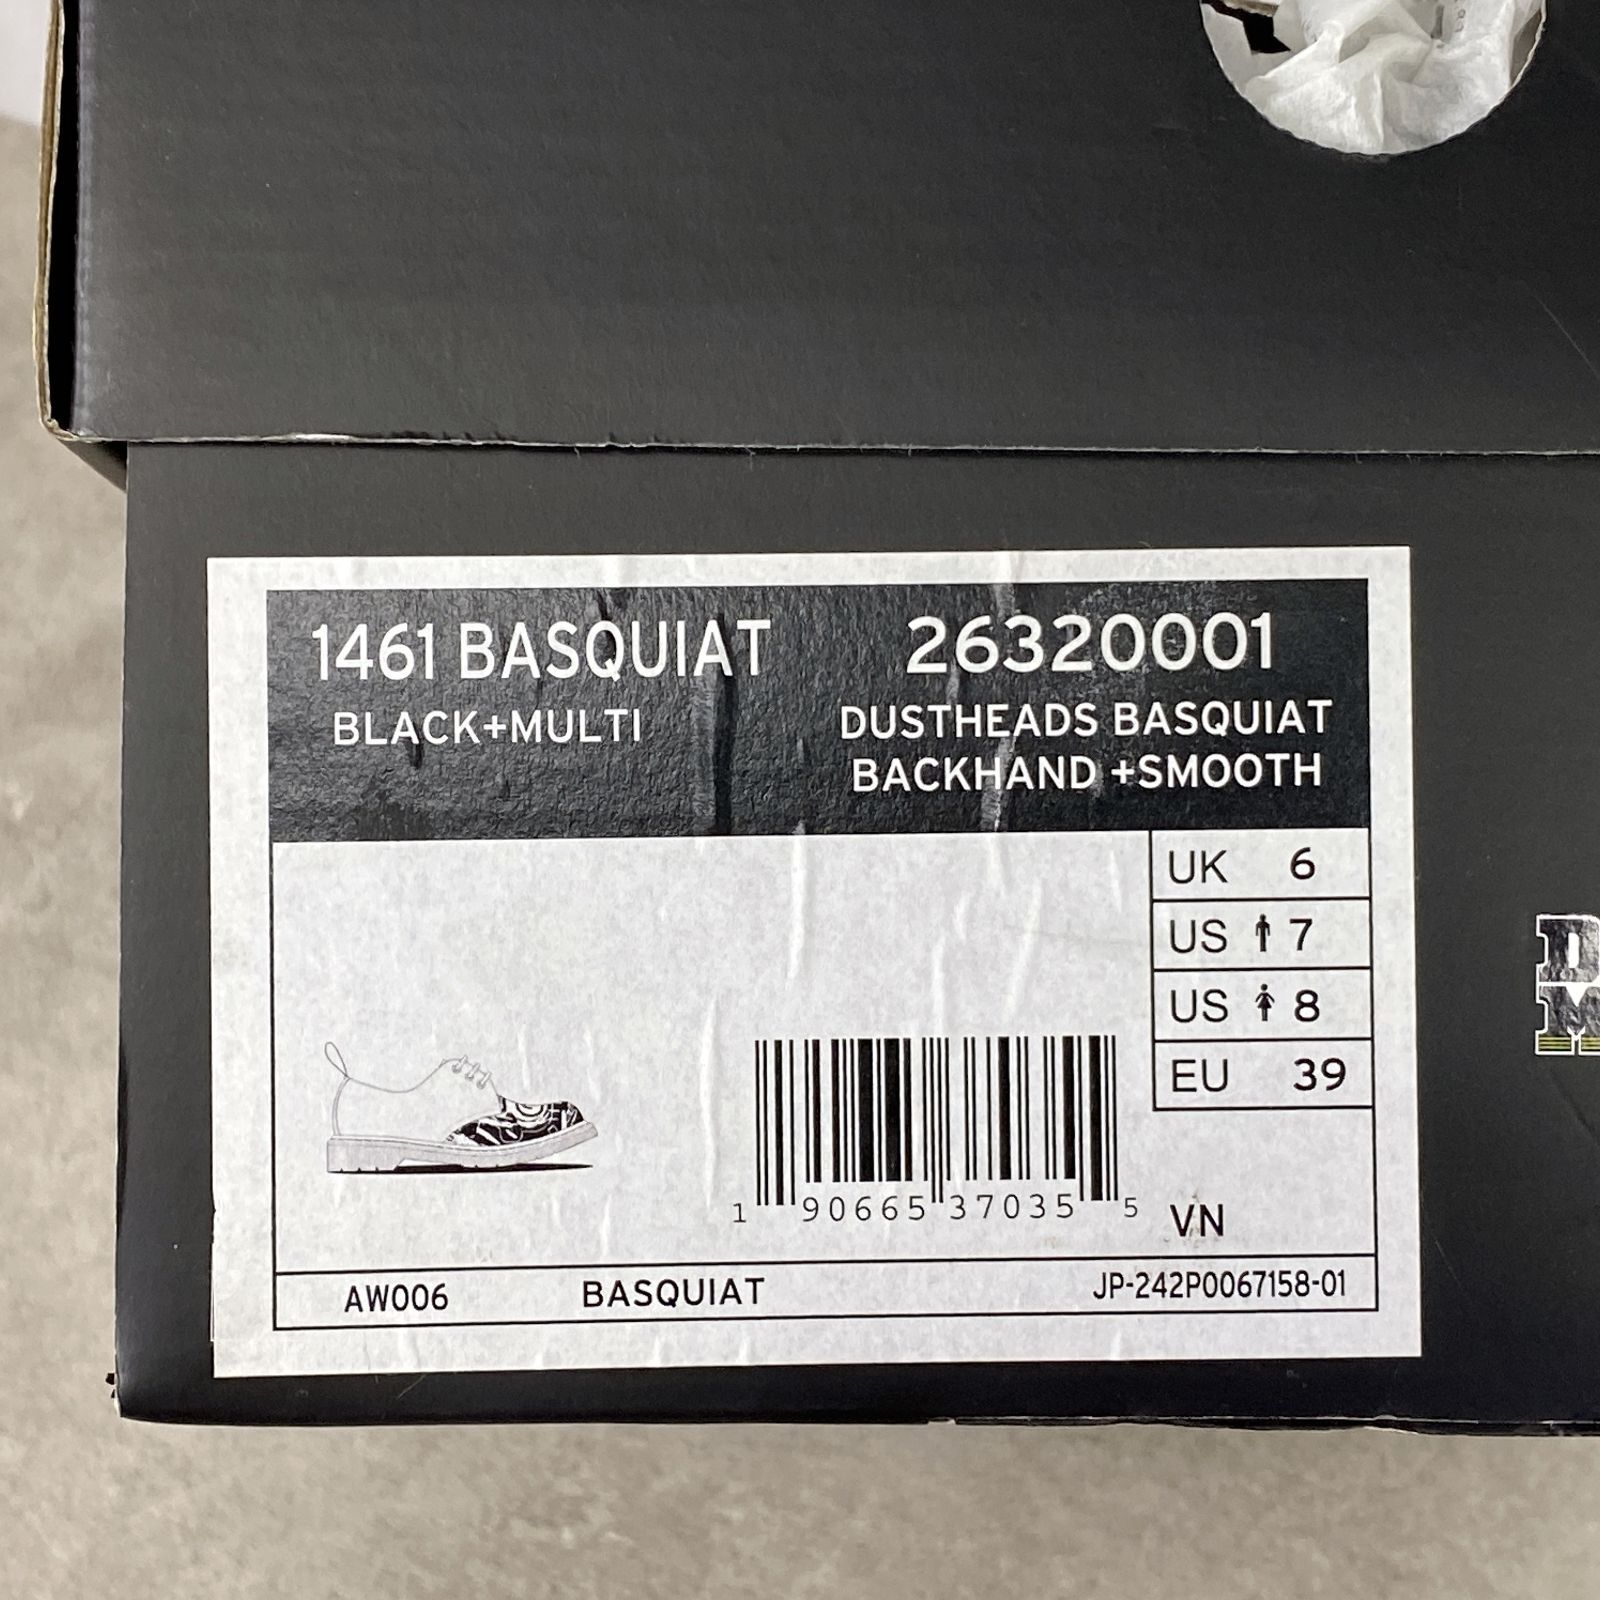 1461 BASQUIAT 26320001
BLACK+MULTI DUSTHEADS BASQUIAT
BACKHAND +SMOOTH
UK 6
US 7
US 8
EU 39
1 90665 37035 5 VN
AW006 BASQUIAT JP-242P0067158-01
D
M